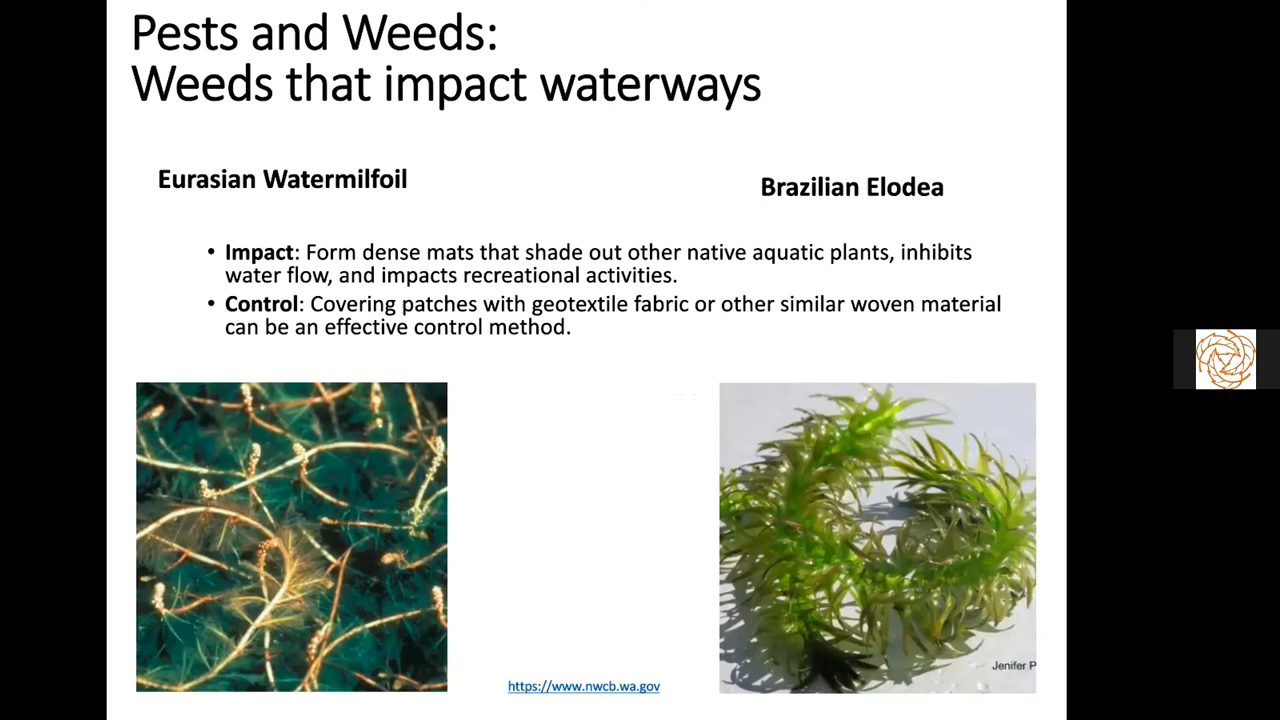 Pests and Weeds:
Weeds that impact waterways
Eurasian Watermilfoil
Brazilian Elodea
• Impact: Form dense mats that shade out other native aquatic plants, inhibits
water flow, and impacts recreational activities.
• Control: Covering patches with geotextile fabric or other similar woven material
can be an effective control method.
Jenifer P
https://www.nwcb.wa.gov